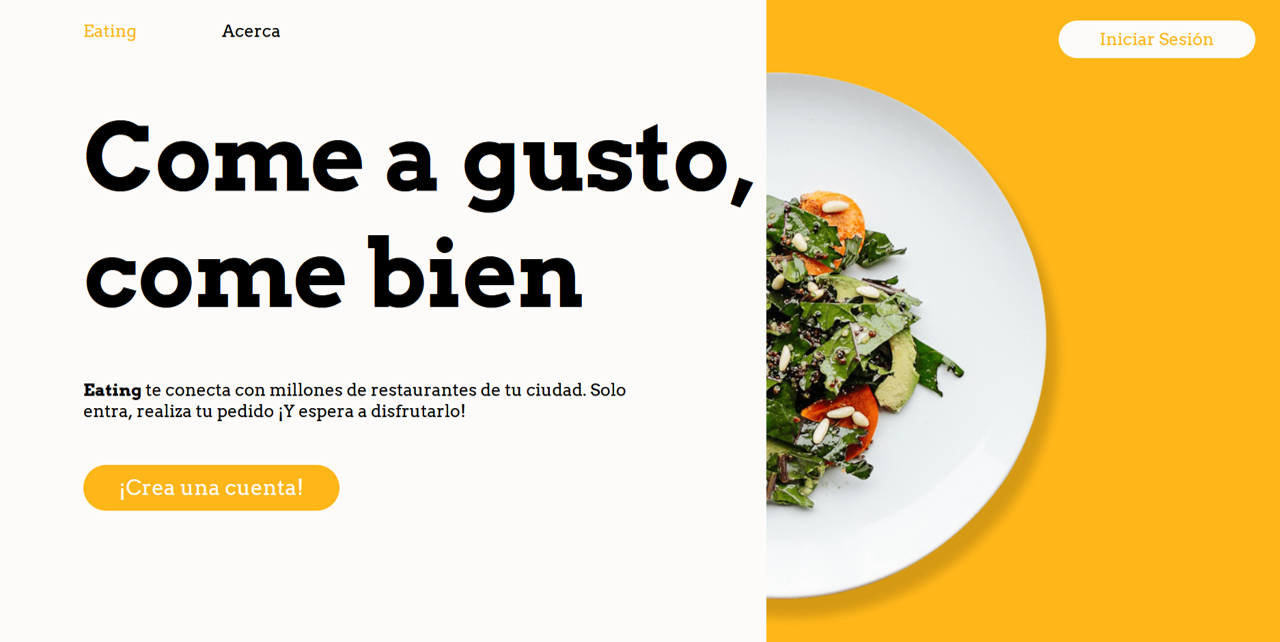 Eating
Acerca
Iniciar Sesión
Come a gusto,
come bien
Eating te conecta con millones de restaurantes de tu ciudad. Solo
entra, realiza tu pedido ¡Y espera a disfrutarlo!
¡Crea una cuenta!